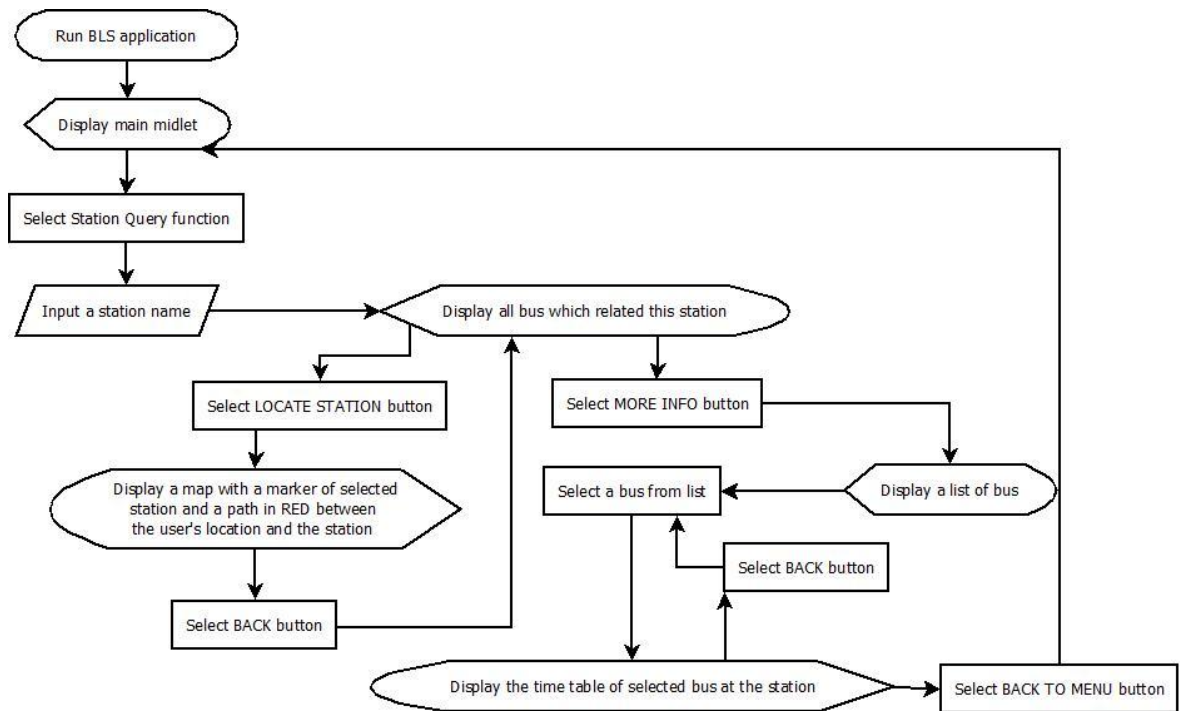 Run BLS application
Display main midlet
Select Station Query function
Input a station name
Display all bus which related this station
Select LOCATE STATION button
Select MORE INFO button
Display a map with a marker of selected
station and a path in RED between
the user's location and the station
Select a bus from list
Display a list of bus
Select BACK button
Select BACK button
Display the time table of selected bus at the station
Select BACK TO MENU button